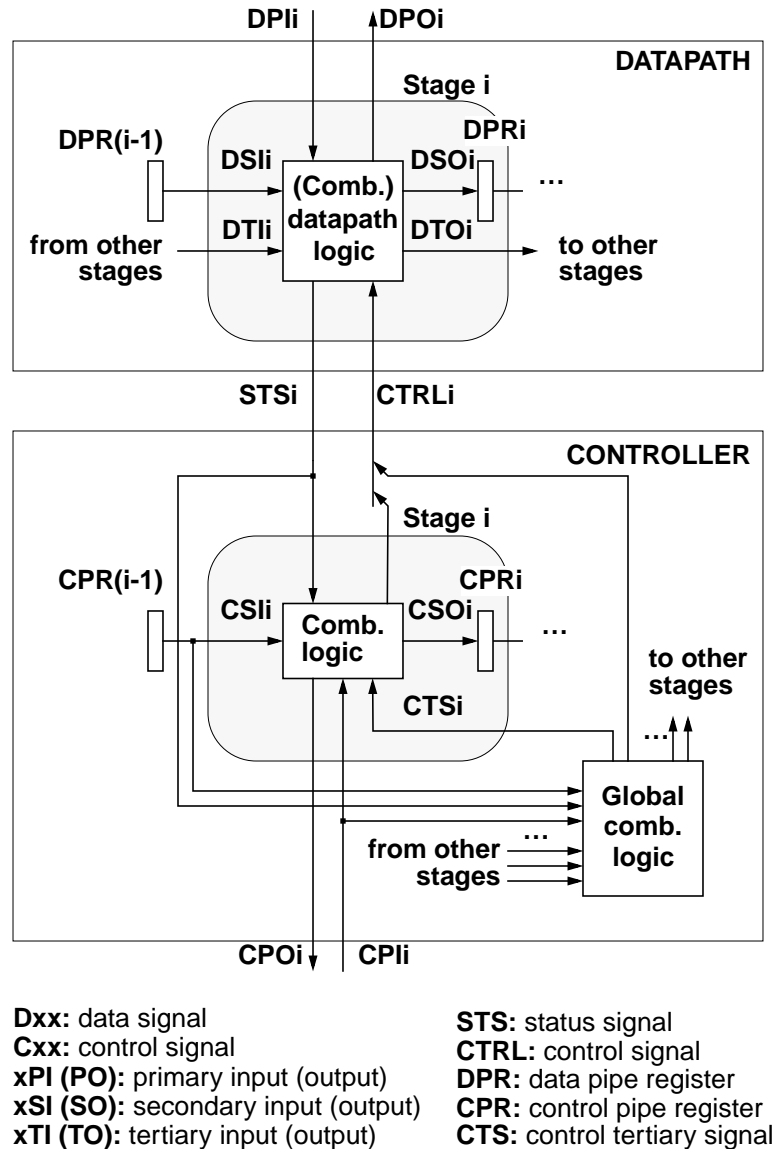 DPIi
DPOi
DATAPATH
Stage i
DPR(i-1)
DPRi
DSIi
(Comb.)
datapath
logic
DSOi
...
DTIi
DTOi
from other
stages
to other
stages
STSi
CTRLi
CONTROLLER
Stage i
CPR(i-1)
CPRi
CSIi
Comb.
logic
CSOi
...
to other
stages
CTSi
...
Global
comb.
logic
...
from other
stages
CPOi
CPIi
Dxx: data signal
Cxx: control signal
xPI (PO): primary input (output)
xSI (SO): secondary input (output)
xTI (TO): tertiary input (output)
STS: status signal
CTRL: control signal
DPR: data pipe register
CPR: control pipe register
CTS: control tertiary signal